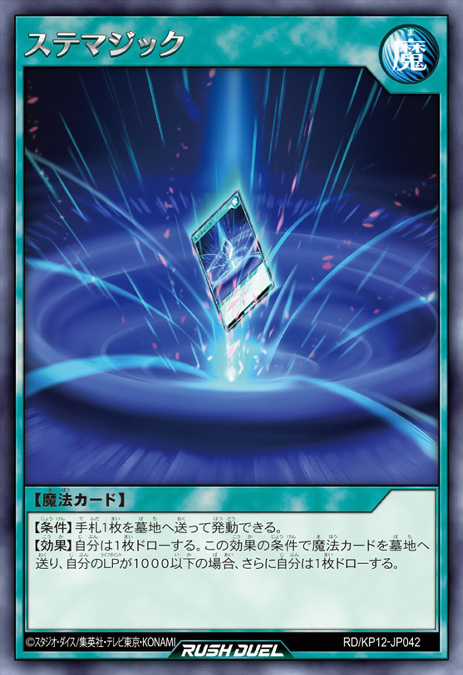 ステマジック
魔
ま
【魔法カード】
【条件】手札1枚を墓地へ送って発動できる。
【効果】自分は1枚ドローする。この効果の条件で魔法カードを墓地へ
送り、自分のLPが1000以下の場合、さらに自分は1枚ドローする。
©スタジオ・ダイス/集英社・テレビ東京・KONAMI
RUSH DUEL
RD/KP12-JP042